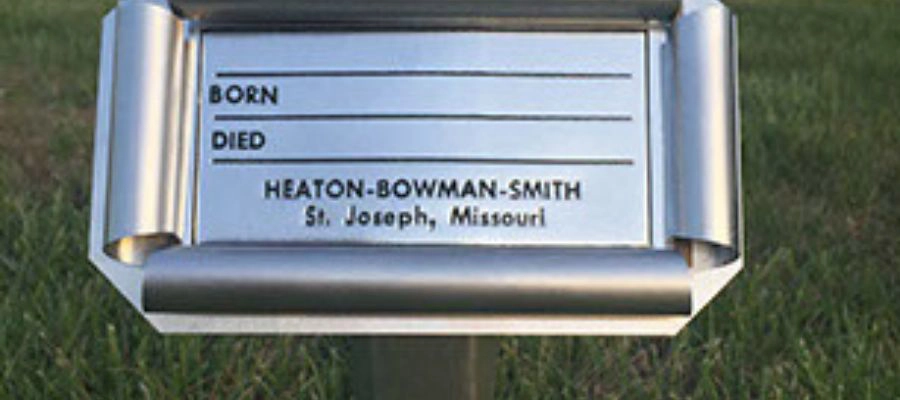 BORN
DIED
HEATON-BOWMAN-SMITH
St. Joseph, Missouri